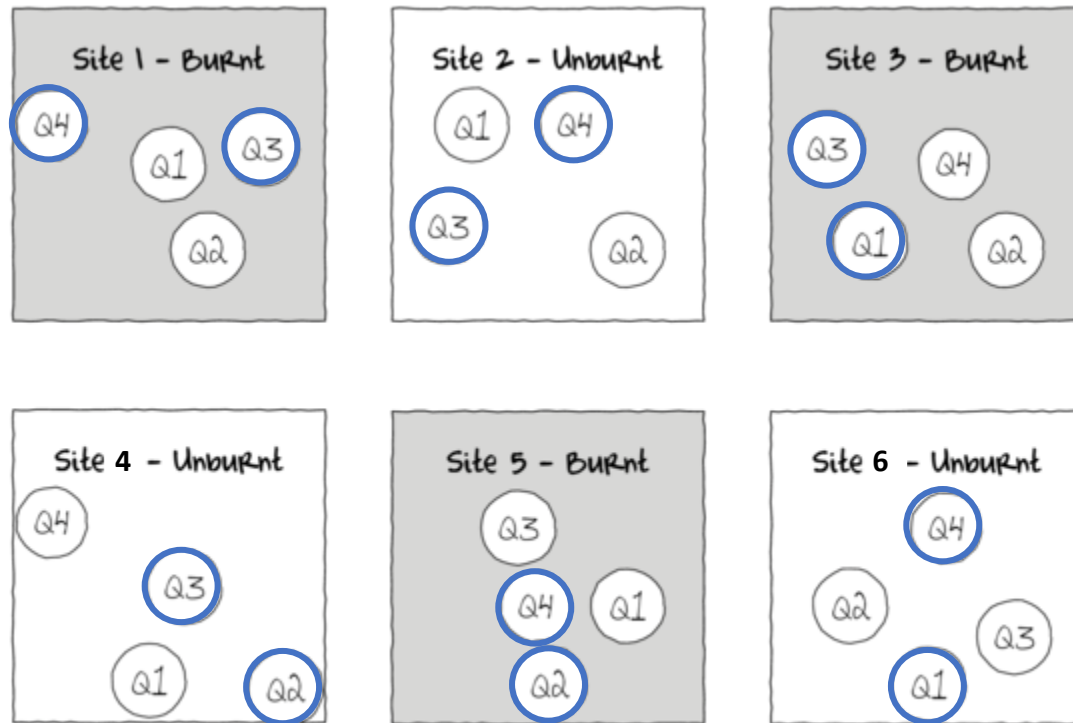 Site 1 - Burnt
Q4
Q1
Q3
Q2
Site 2 - Unburnt
Q1
Q4
Q3
Q2
Site 3 - Burnt
Q3
Q4
Q1
Q2
Site 4 - Unburnt
Q4
Q3
Q1
Q2
Site 5 - Burnt
Q3
Q4
Q1
Q2
Site 6 - Unburnt
Q4
Q2
Q3
Q1